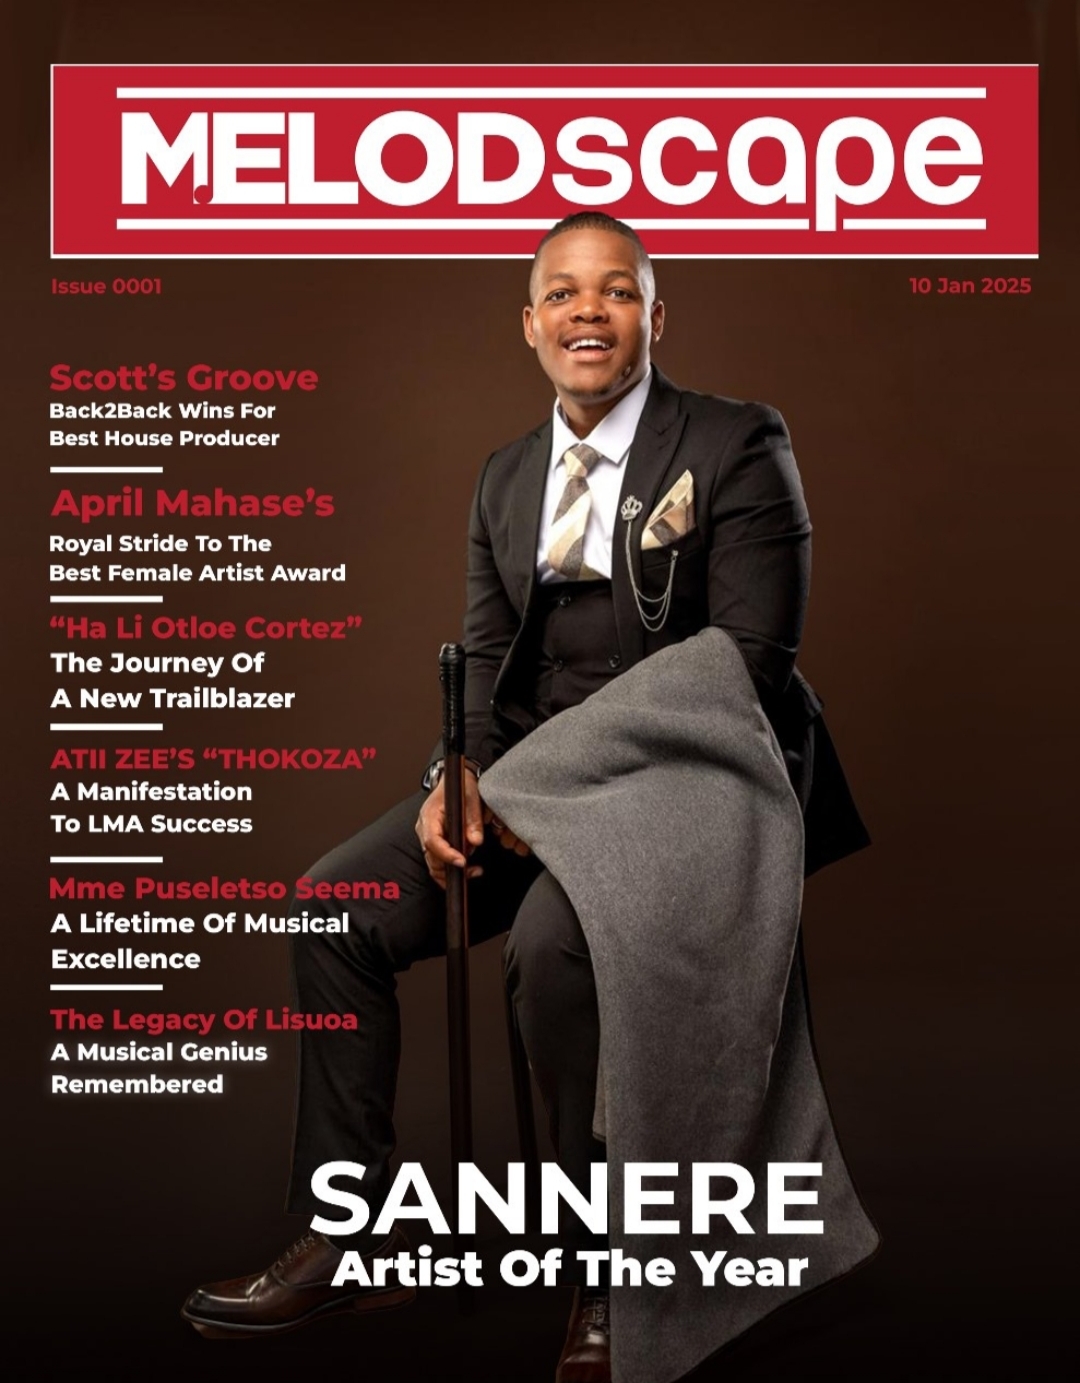 MELODscape
Issue 0001
10 Jan 2025
Scott’s Groove
Back2Back Wins For
Best House Producer
April Mahase’s
Royal Stride To The
Best Female Artist Award
“Ha Li Otloe Cortez”
The Journey Of
A New Trailblazer
ATII ZEE’S “THOKOZA”
A Manifestation
To LMA Success
Mme Puseletso Seema
A Lifetime Of Musical
Excellence
The Legacy Of Lisuoa
A Musical Genius
Remembered
SANNERE
Artist Of The Year